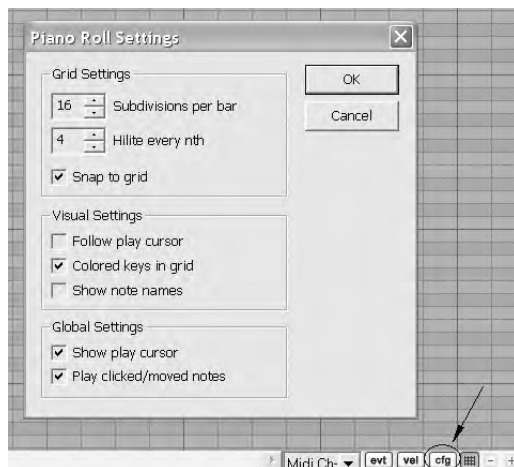 Piano Roll Settings
Grid Settings
OK
16 Subdivisions per bar
Cancel
4 Hilite every nth
Snap to grid
Visual Settings
Follow play cursor
Colored keys in grid
Show note names
Global Settings
Show play cursor
Play clicked/moved notes
Midi Ch- evt vel cfg - +